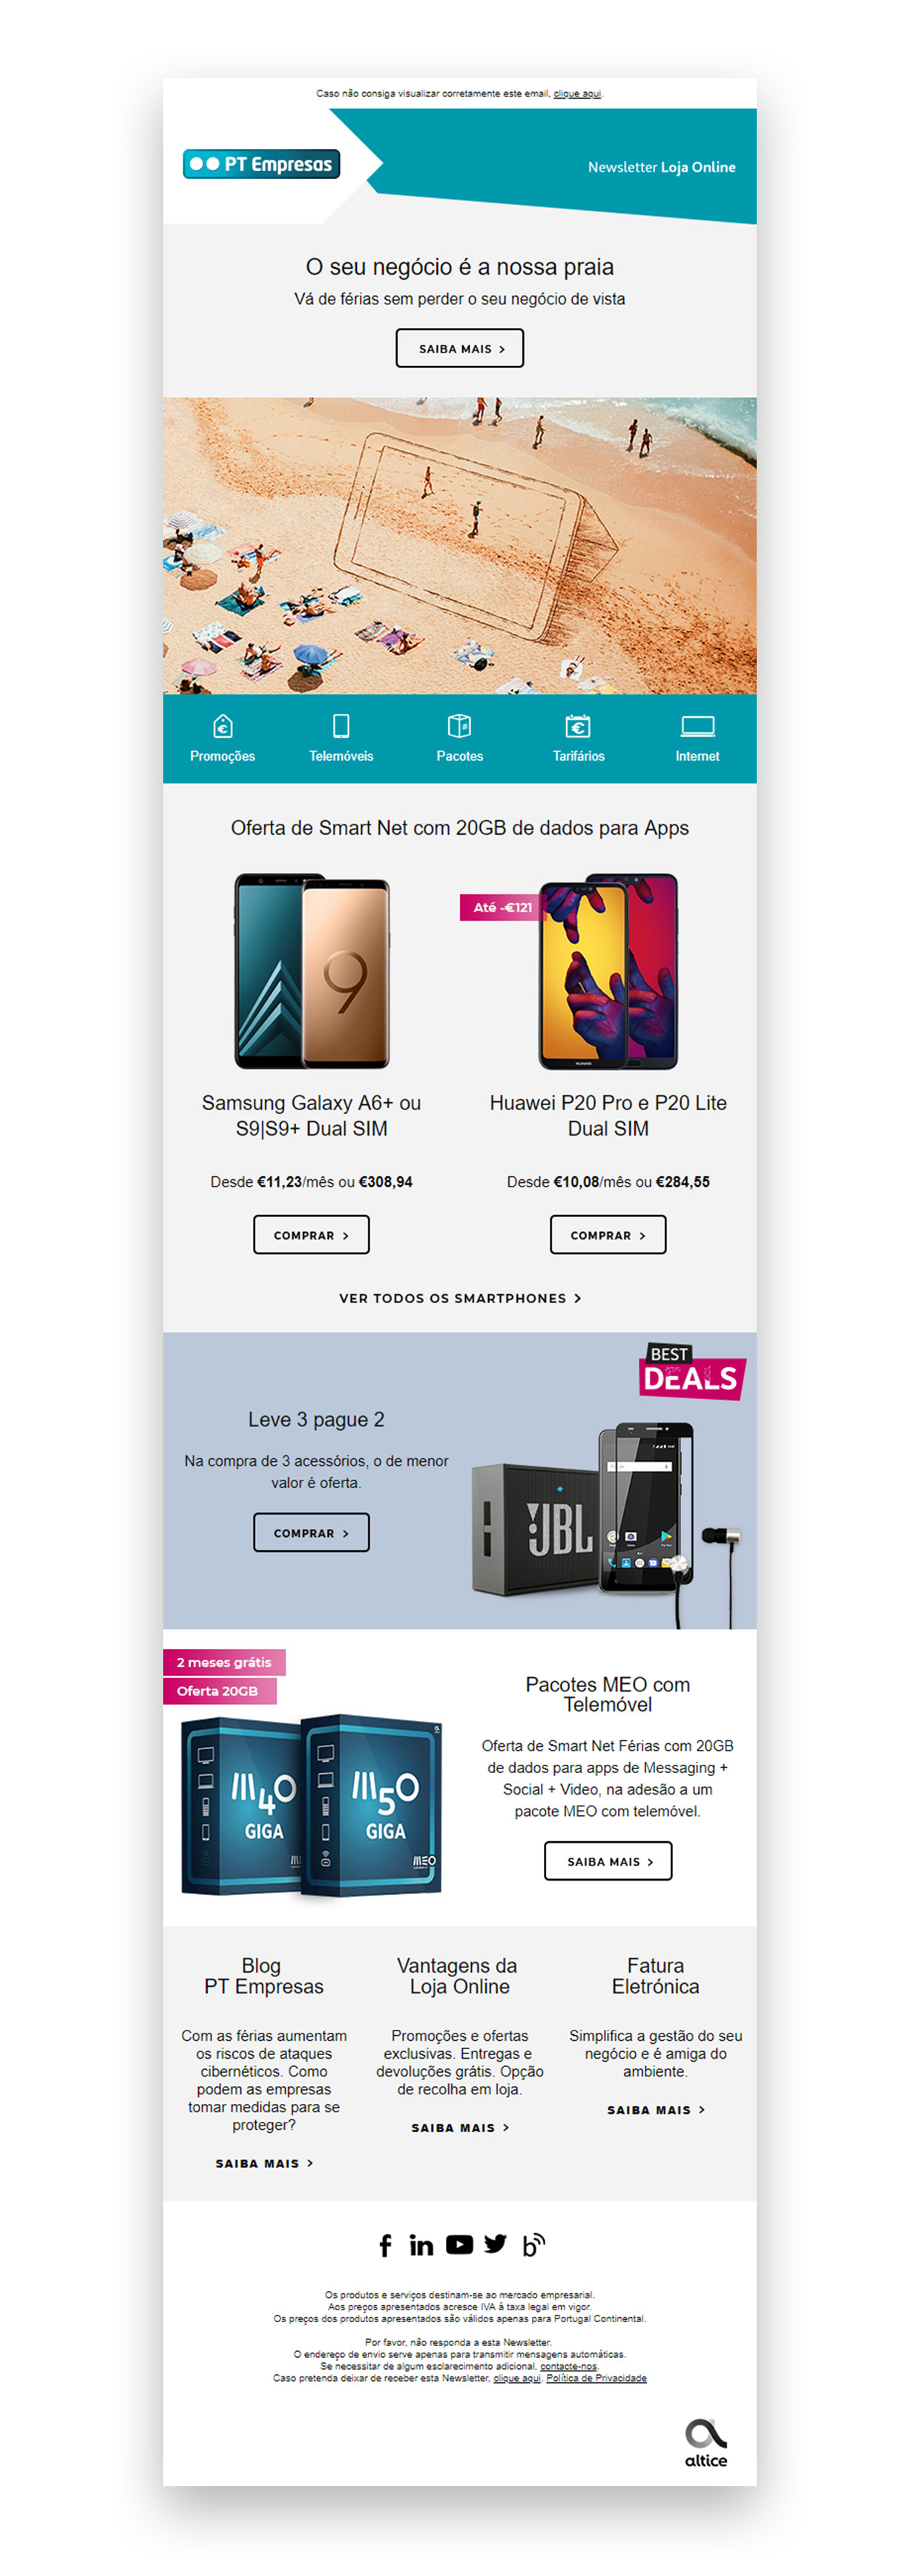 Caso não consiga visualizar corretamente este email, clique aqui.
PT Empresas
Newsletter Loja Online
O seu negócio é a nossa praia
Vá de férias sem perder o seu negócio de vista
SAIBA MAIS >
Promoções
Telemóveis
Pacotes
Tarifários
Internet
Oferta de Smart Net com 20GB de dados para Apps
Até -€121
9
HUAWEI
Samsung Galaxy A6+ ou
S9|S9+ Dual SIM
Huawei P20 Pro e P20 Lite
Dual SIM
Desde €11,23/mês ou €308,94
Desde €10,08/mês ou €284,55
COMPRAR >
COMPRAR >
VER TODOS OS SMARTPHONES >
BEST
DEALS
Leve 3 pague 2
Na compra de 3 acessórios, o de menor
valor é oferta.
COMPRAR >
JBL
2 meses grátis
Oferta 20GB
M4O
GIGA
M5O
GIGA
MEO
Pacotes MEO com
Telemóvel
Oferta de Smart Net Férias com 20GB
de dados para apps de Messaging +
Social + Video, na adesão a um
pacote MEO com telemóvel.
SAIBA MAIS >
Blog
PT Empresas
Com as férias aumentam
os riscos de ataques
cibernéticos. Como
podem as empresas
tomar medidas para se
proteger?
SAIBA MAIS >
Vantagens da
Loja Online
Promoções e ofertas
exclusivas. Entregas e
devoluções grátis. Opção
de recolha em loja.
SAIBA MAIS >
Fatura
Eletrónica
Simplifica a gestão do seu
negócio e é amiga do
ambiente.
SAIBA MAIS >
Os produtos e serviços destinam-se ao mercado empresarial.
Aos preços apresentados acresce IVA à taxa legal em vigor.
Os preços dos produtos apresentados são válidos apenas para Portugal Continental.
Por favor, não responda a esta Newsletter.
O endereço de envio serve apenas para transmitir mensagens automáticas.
Se necessitar de algum esclarecimento adicional, contacte-nos.
Caso pretenda deixar de receber esta Newsletter, clique aqui. Política de Privacidade
altice